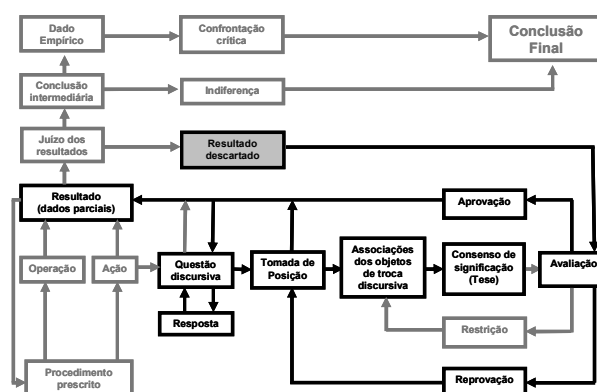 Dado
Empírico
Confrontação
crítica
Conclusão
Final
Conclusão
intermediária
Indiferença
Juízo dos
resultados
Resultado
descartado
Resultado
(dados parciais)
Aprovação
Operação
Ação
Questão
discursiva
Tomada de
Posição
Associações
dos objetos
de troca
discursiva
Consenso de
significação
(Tese)
Avaliação
Resposta
Restrição
Procedimento
prescrito
Reprovação